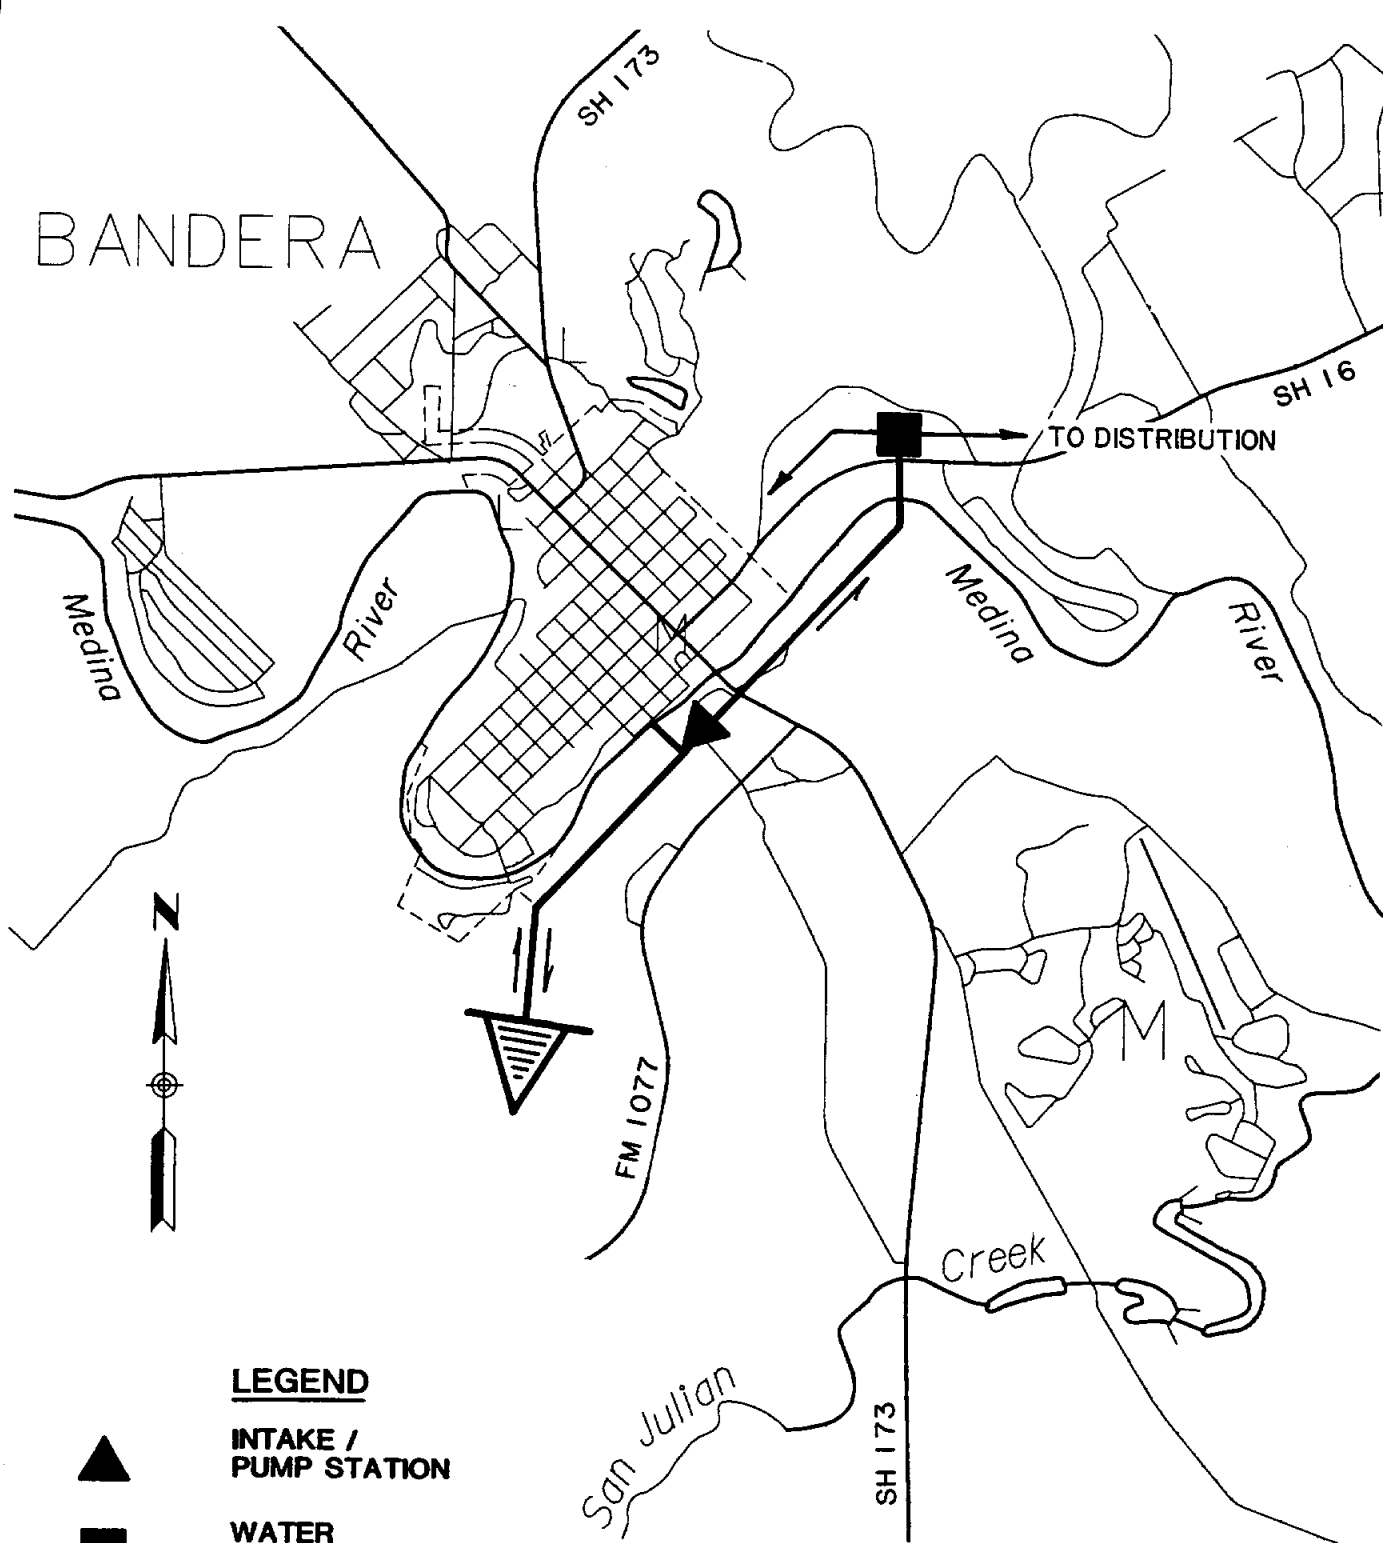 SH 173
BANDERA
SH 16
TO DISTRIBUTION
Medina
River
Medina
River
N
FM 1077
M
Creek
San Julian
SH 173
LEGEND
INTAKE /
PUMP STATION
WATER